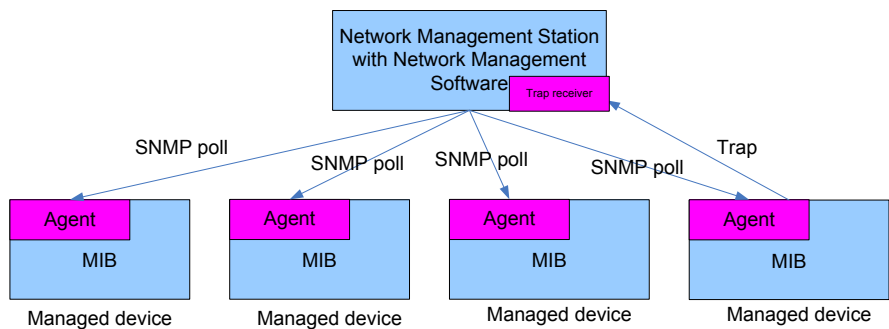 Network Management Station
with Network Management
Software
Trap receiver
SNMP poll
SNMP poll
SNMP poll
SNMP poll
Trap
Agent
Agent
Agent
Agent
MIB
MIB
MIB
MIB
Managed device
Managed device
Managed device
Managed device